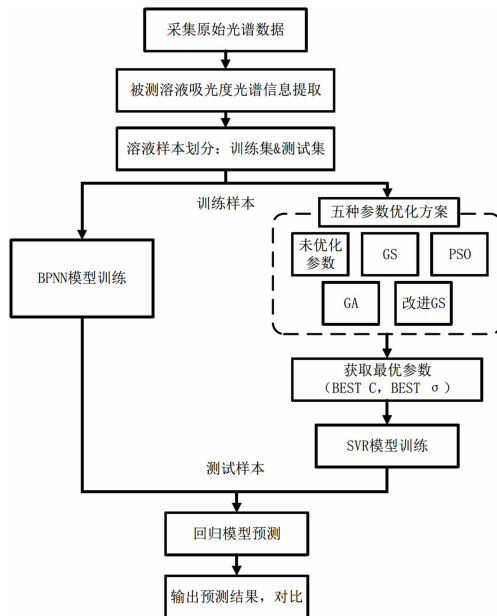 采集原始光谱数据
被测溶液吸光度光谱信息提取
溶液样本划分：训练集&测试集
训练样本
五种参数优化方案
未优化
参数
GS
PSO
GA
改进GS
BPNN模型训练
获取最优参数
（BEST C，BEST σ）
SVR模型训练
测试样本
回归模型预测
输出预测结果，对比